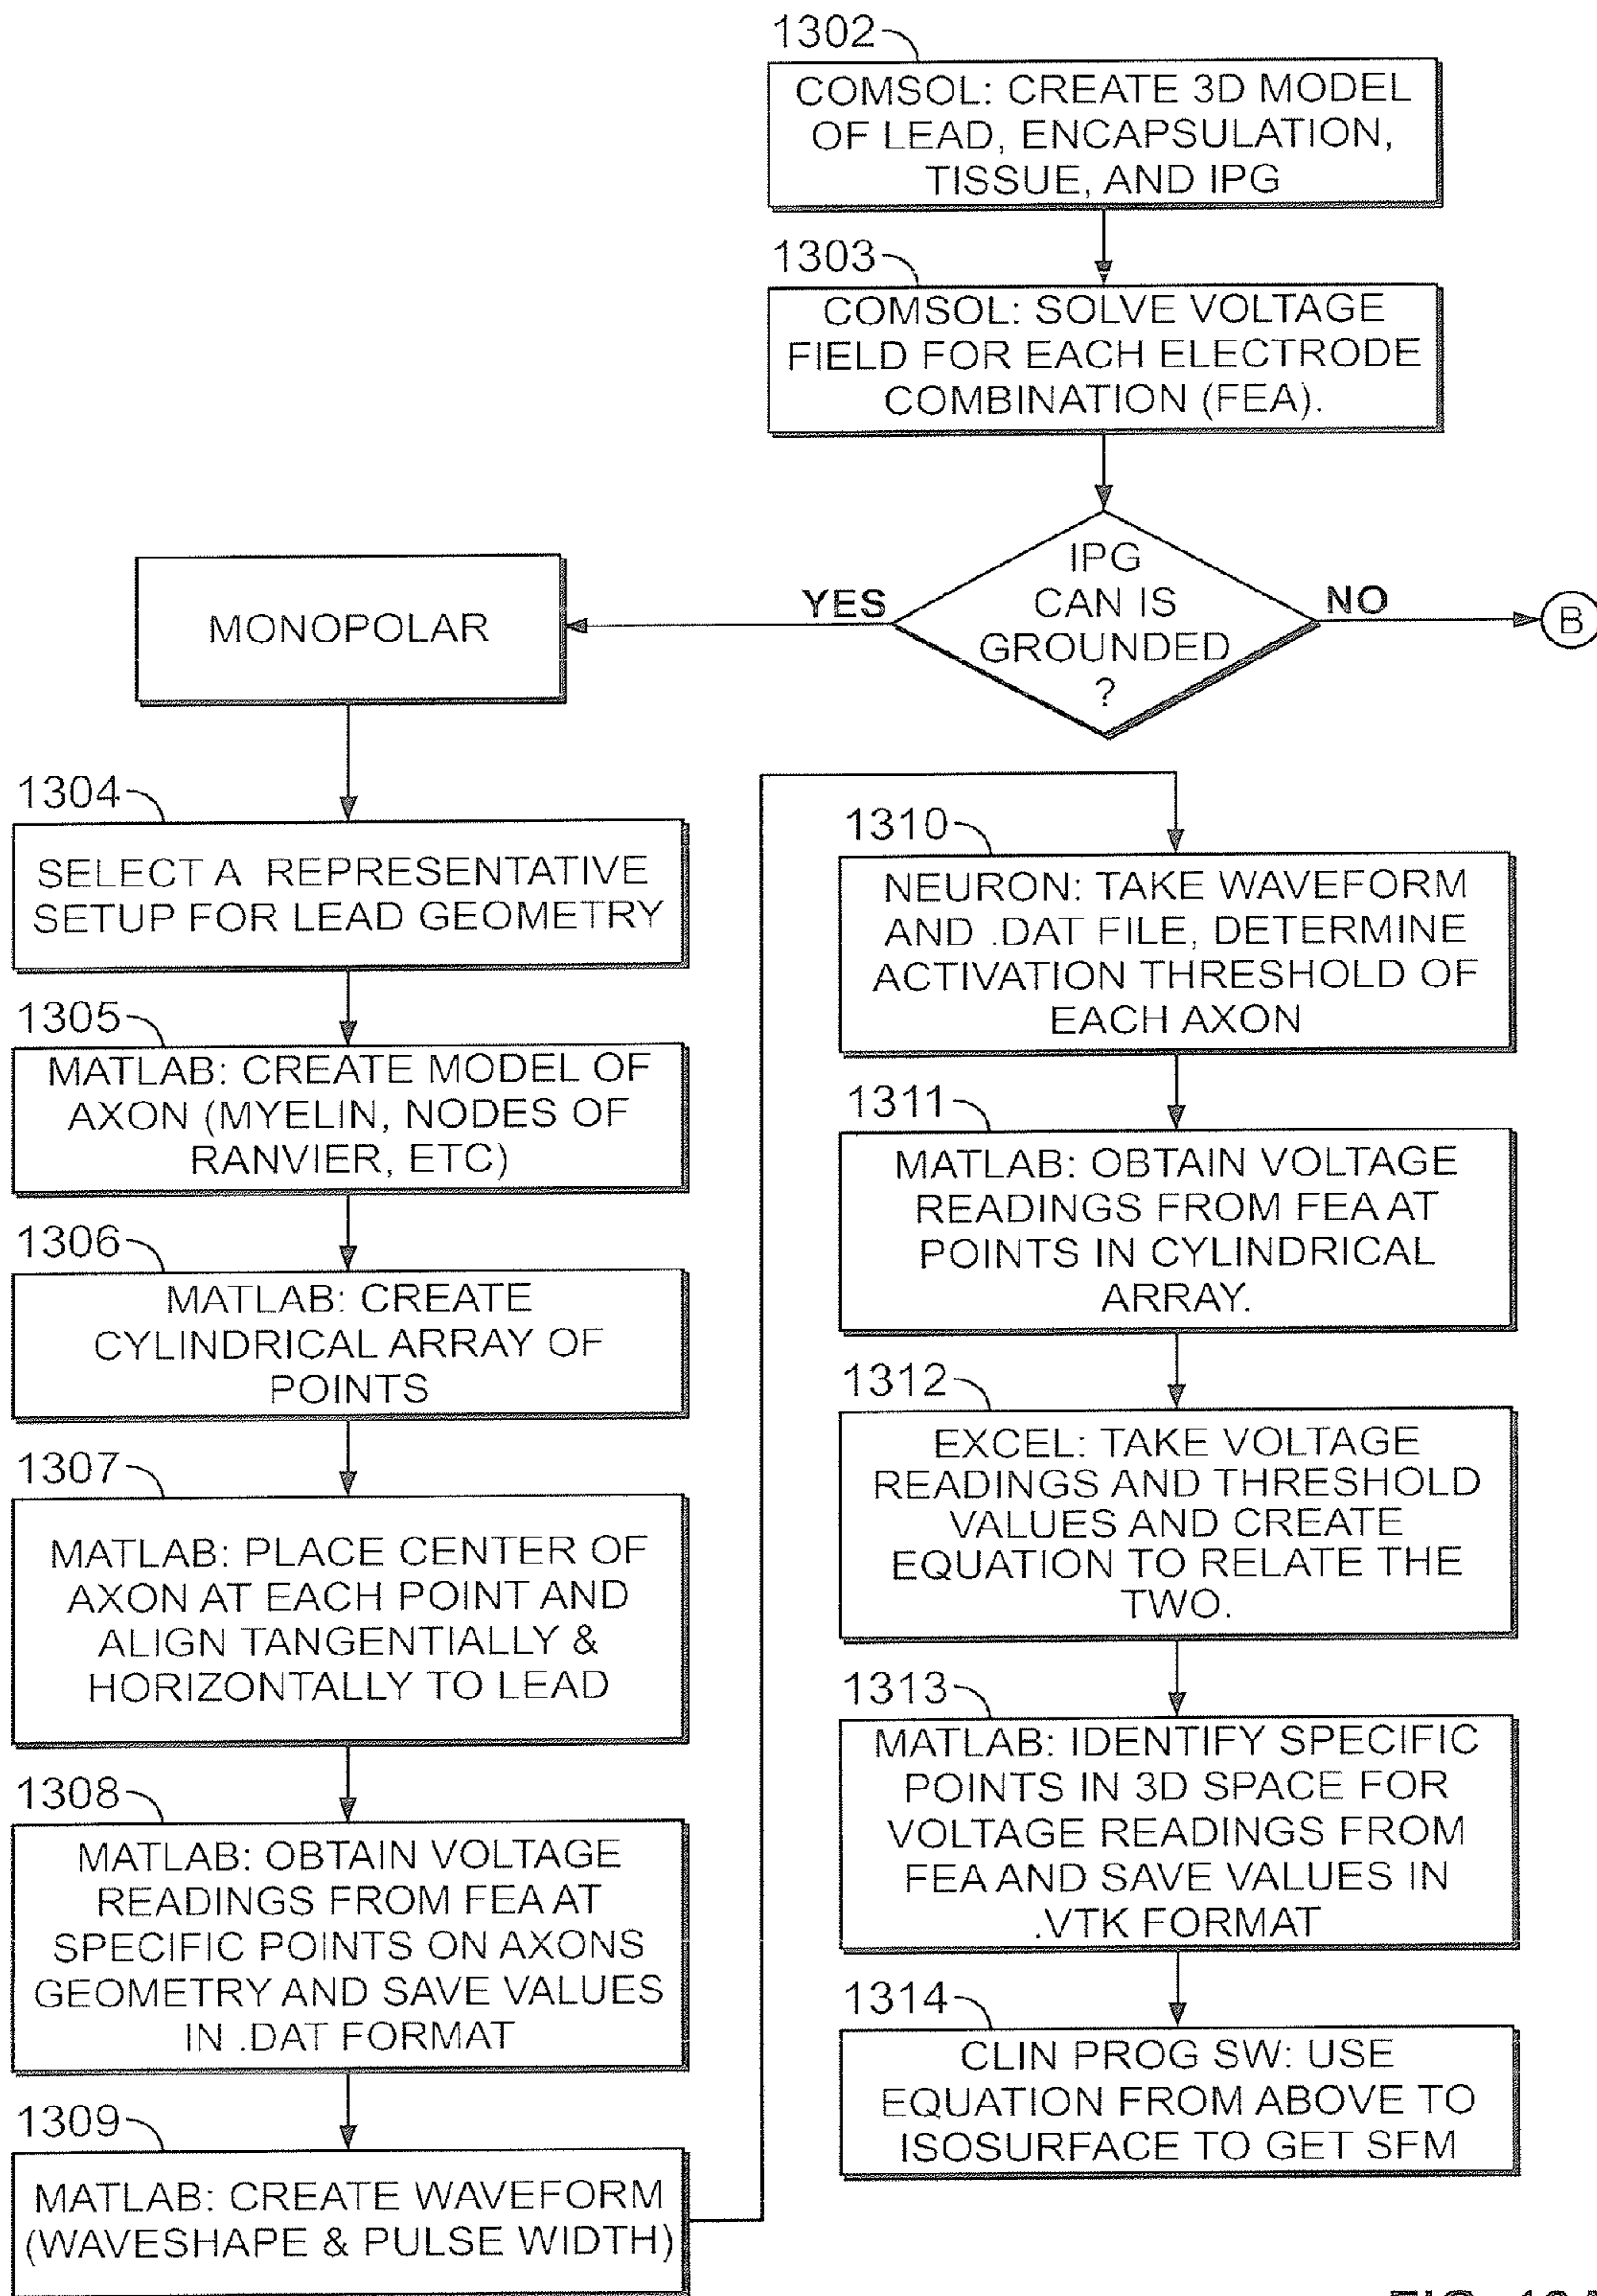 1302
COMSOL: CREATE 3D MODEL
OF LEAD, ENCAPSULATION,
TISSUE, AND IPG
1303
COMSOL: SOLVE VOLTAGE
FIELD FOR EACH ELECTRODE
COMBINATION (FEA).
IPG
CAN IS
GROUNDED
?
YES
NO
B
MONOPOLAR
1304
SELECT A REPRESENTATIVE
SETUP FOR LEAD GEOMETRY
1305
MATLAB: CREATE MODEL OF
AXON (MYELIN, NODES OF
RANVIER, ETC)
1306
MATLAB: CREATE
CYLINDRICAL ARRAY OF
POINTS
1307
MATLAB: PLACE CENTER OF
AXON AT EACH POINT AND
ALIGN TANGENTIALLY &
HORIZONTALLY TO LEAD
1308
MATLAB: OBTAIN VOLTAGE
READINGS FROM FEA AT
SPECIFIC POINTS ON AXONS
GEOMETRY AND SAVE VALUES
IN .DAT FORMAT
1309
MATLAB: CREATE WAVEFORM
(WAVESHAPE & PULSE WIDTH)
1310
NEURON: TAKE WAVEFORM
AND .DAT FILE, DETERMINE
ACTIVATION THRESHOLD OF
EACH AXON
1311
MATLAB: OBTAIN VOLTAGE
READINGS FROM FEA AT
POINTS IN CYLINDRICAL
ARRAY.
1312
EXCEL: TAKE VOLTAGE
READINGS AND THRESHOLD
VALUES AND CREATE
EQUATION TO RELATE THE
TWO.
1313
MATLAB: IDENTIFY SPECIFIC
POINTS IN 3D SPACE FOR
VOLTAGE READINGS FROM
FEA AND SAVE VALUES IN
.VTK FORMAT
1314
CLIN PROG SW: USE
EQUATION FROM ABOVE TO
ISOSURFACE TO GET SFM